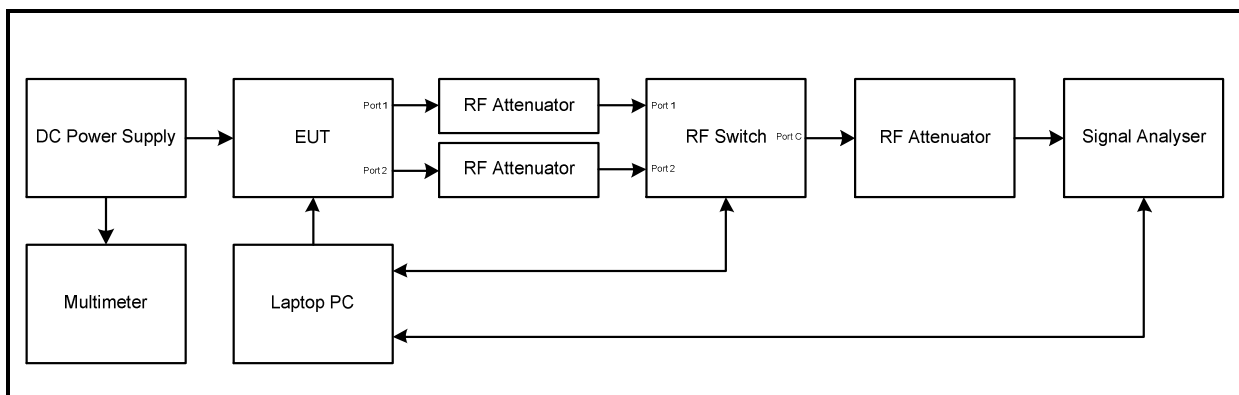 DC Power Supply
EUT
Port 1
Port 2
RF Attenuator
RF Attenuator
Port 1
Port 2
RF Switch
Port C
RF Attenuator
Signal Analyser
Multimeter
Laptop PC